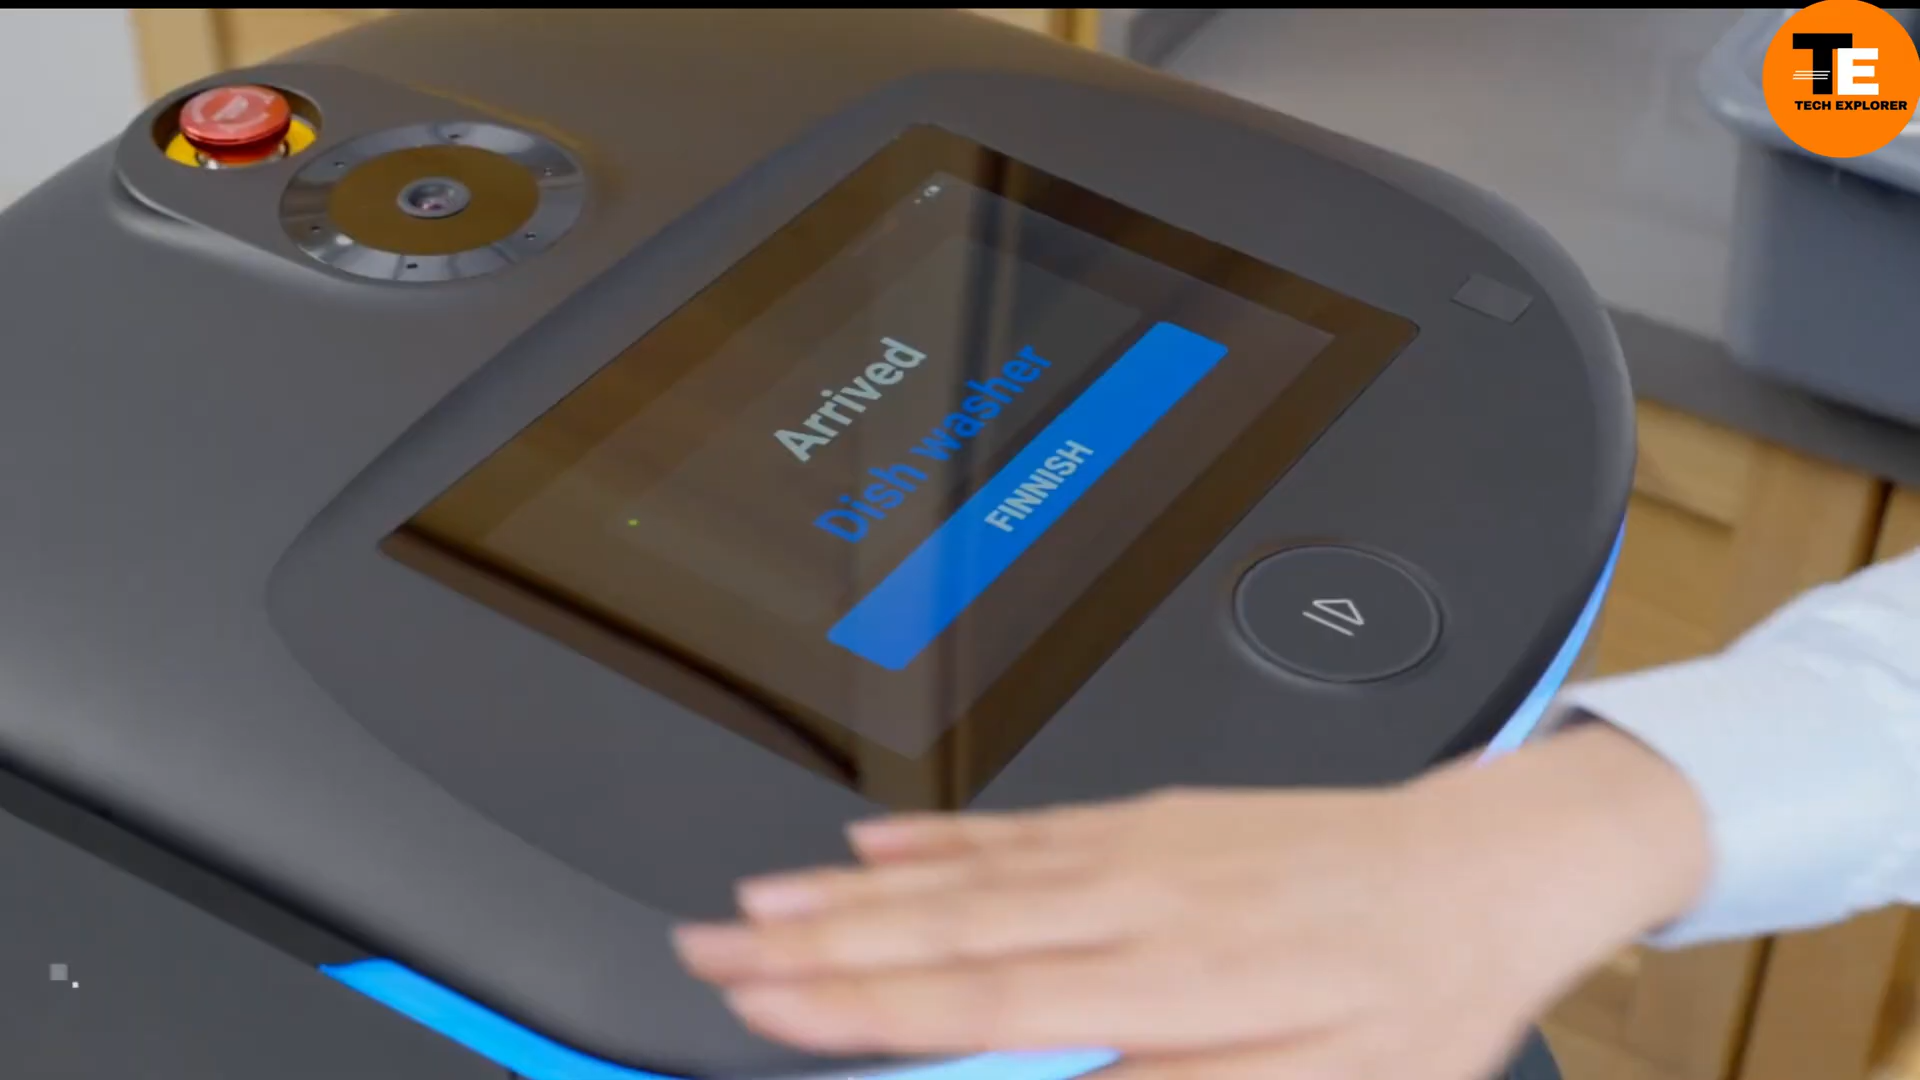 Arrived
Dish washer
FINNISH
TE
TECH EXPLORER